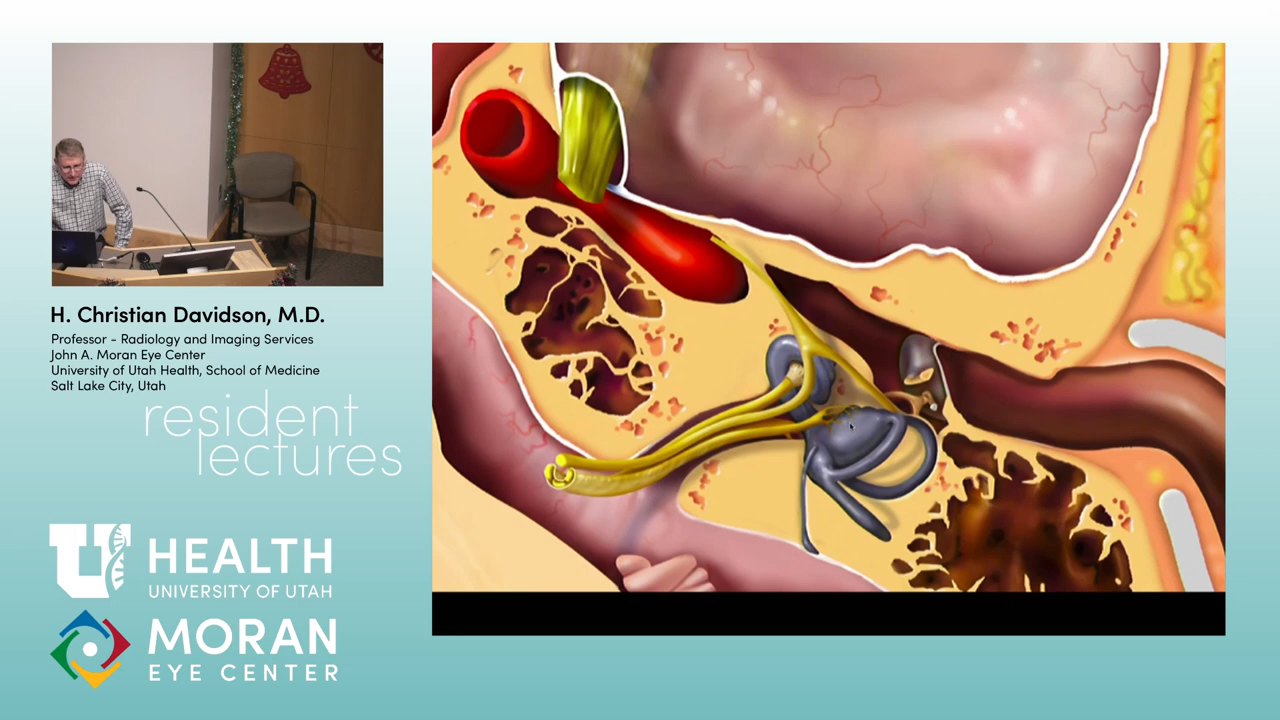 H. Christian Davidson, M.D.
Professor - Radiology and Imaging Services
John A. Moran Eye Center
University of Utah Health, School of Medicine
Salt Lake City, Utah
resident
lectures
U HEALTH
UNIVERSITY OF UTAH
MORAN
EYE CENTER